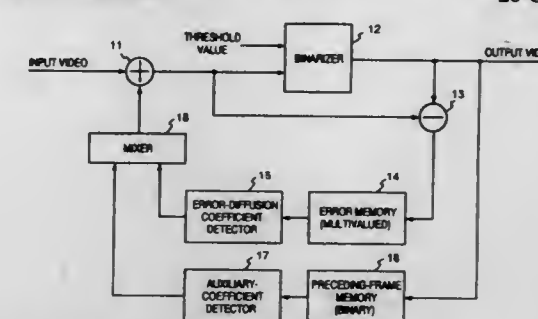 11
THRESHOLD
VALUE
12
INPUT VIDEO
BINARIZER
OUTPUT VID
13
18
MIXER
15
14
ERROR-DIFFUSION
COEFFICIENT
DETECTOR
ERROR MEMORY
(MULTIVALUED)
17
16
AUXILIARY-
COEFFICIENT
DETECTOR
PRECEDING-FRAME
MEMORY
(BINARY)